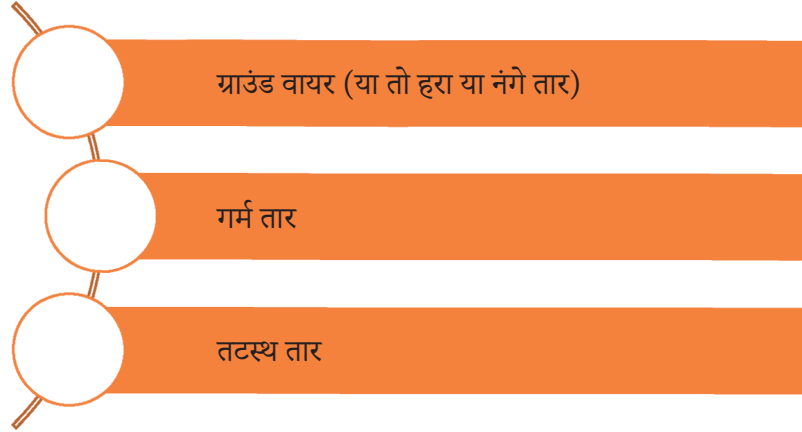 ग्राउंड वायर (या तो हरा या नंगे तार)
गर्म तार
तटस्थ तार